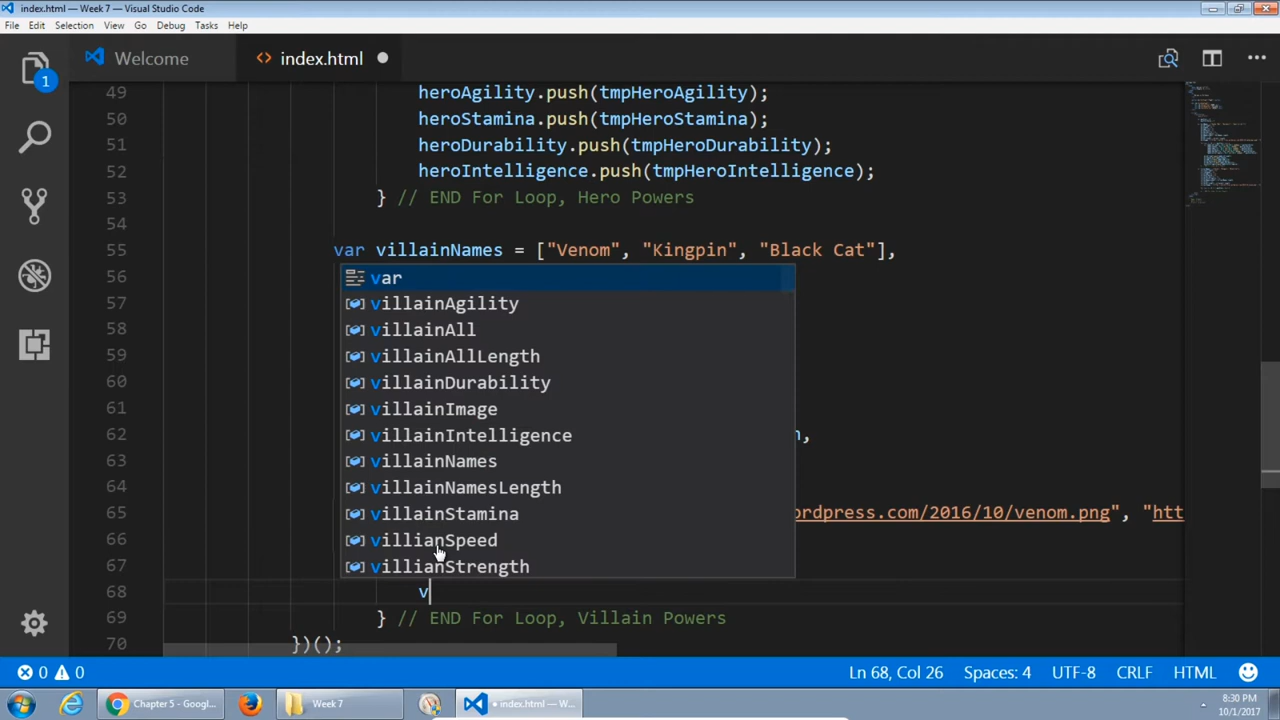 index.html — Week 7 — Visual Studio Code
File Edit Selection View Go Debug Tasks Help
1
Welcome
<> index.html
49 heroAgility.push(tmpHeroAgility);
50 heroStamina.push(tmpHeroStamina);
51 heroDurability.push(tmpHeroDurability);
52 heroIntelligence.push(tmpHeroIntelligence);
53 } // END For Loop, Hero Powers
54
55 var villainNames = ["Venom", "Kingpin", "Black Cat"],
56 var
57 villainAgility
58 villainAll
59 villainAllLength
60 villainDurability
61 villainImage
62 villainIntelligence n,
63 villainNames
64 villainNamesLength
65 villainStamina ordpress.com/2016/10/venom.png", "htt
66 villianSpeed
67 villianStrength
68 v
69 } // END For Loop, Villain Powers
70 })();
0 0 Ln 68, Col 26 Spaces: 4 UTF-8 CRLF HTML
Chapter 5 - Googl... Week 7 • index.html — W... 8:30 PM
10/1/2017